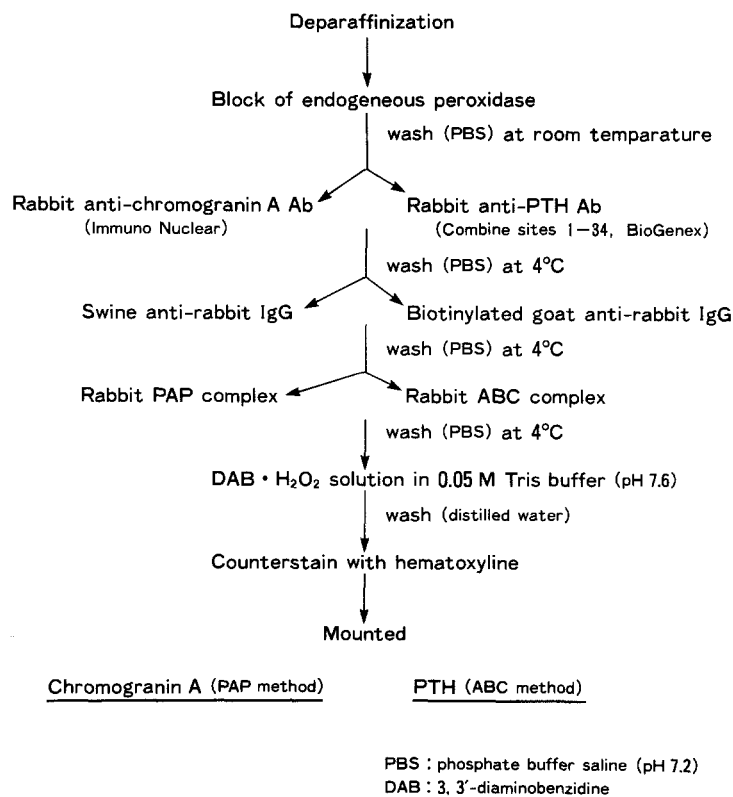 Deparaffinization
Block of endogeneous peroxidase
wash (PBS) at room temparature
Rabbit anti-chromogranin A Ab
(Immuno Nuclear)
Rabbit anti-PTH Ab
(Combine sites 1-34, BioGenex)
wash (PBS) at 4°C
Swine anti-rabbit IgG
Biotinylated goat anti-rabbit IgG
wash (PBS) at 4°C
Rabbit PAP complex
Rabbit ABC complex
wash (PBS) at 4°C
DAB・H₂O₂ solution in 0.05 M Tris buffer (pH 7.6)
wash (distilled water)
Counterstain with hematoxyline
Mounted
Chromogranin A (PAP method)
PTH (ABC method)
PBS : phosphate buffer saline (pH 7.2)
DAB : 3, 3′-diaminobenzidine